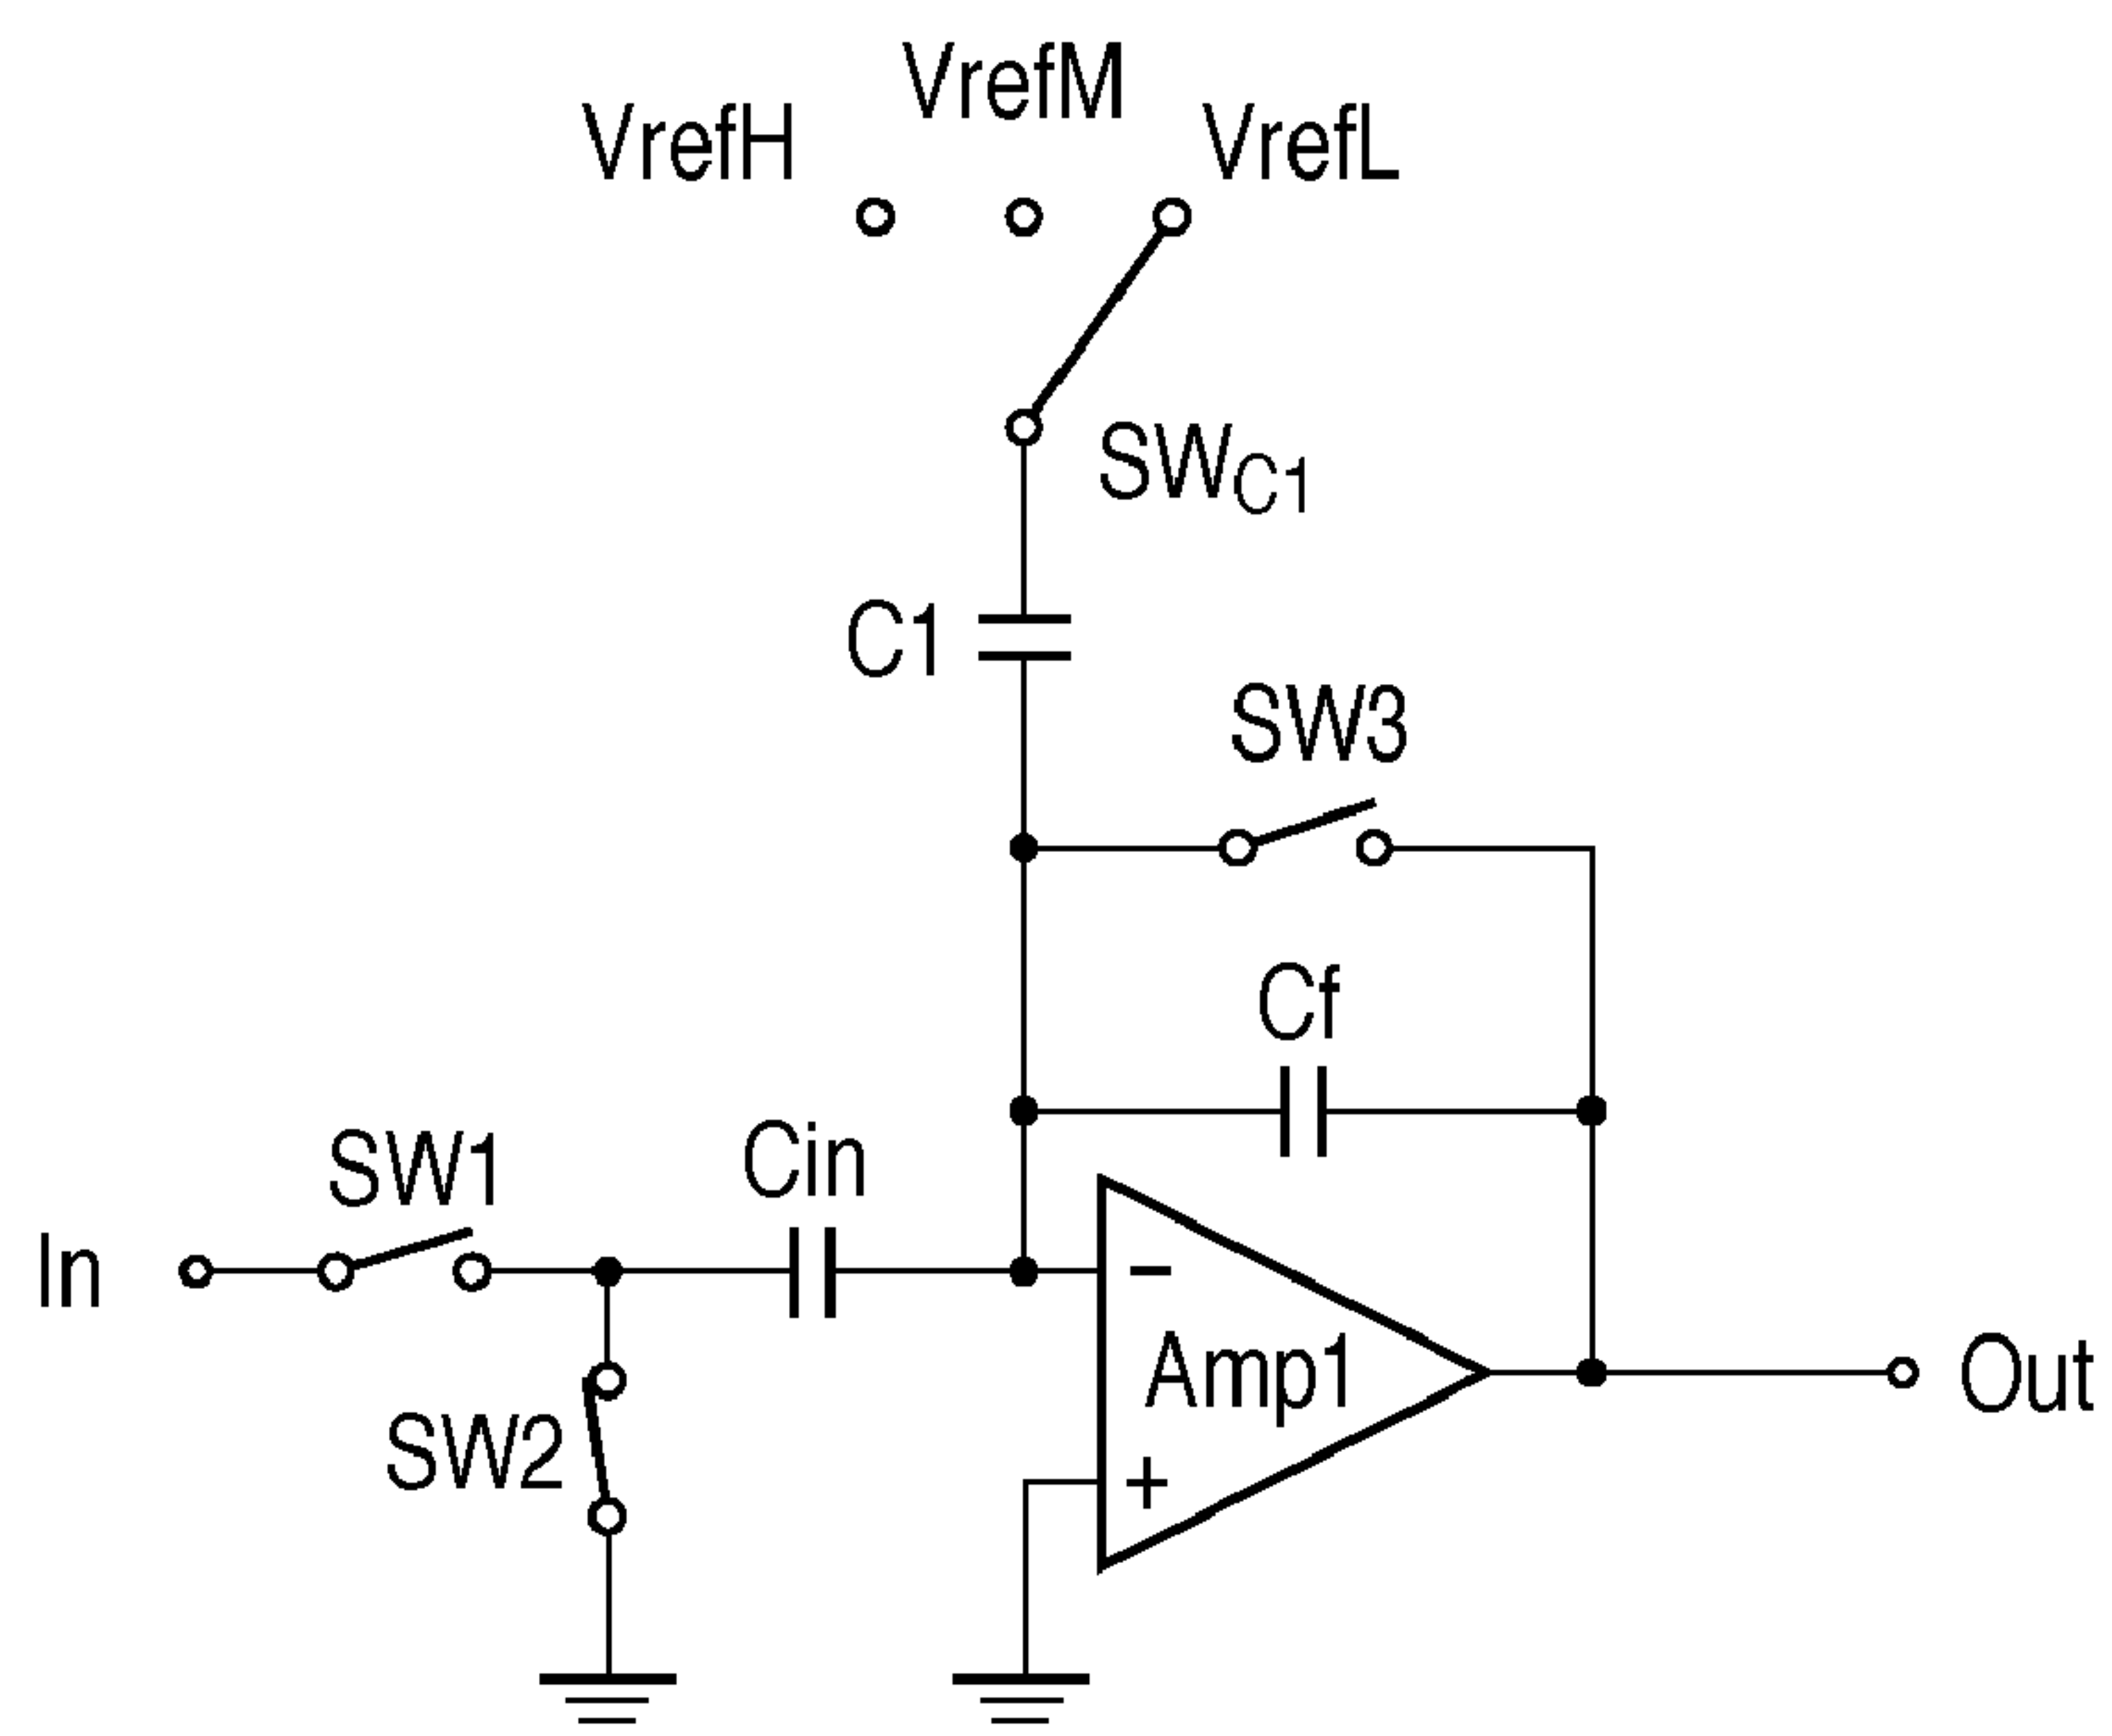 VrefM
VrefH
VrefL
SWC1
C1
SW3
Cf
Cin
SW1
In
-
Amp1
Out
SW2
+